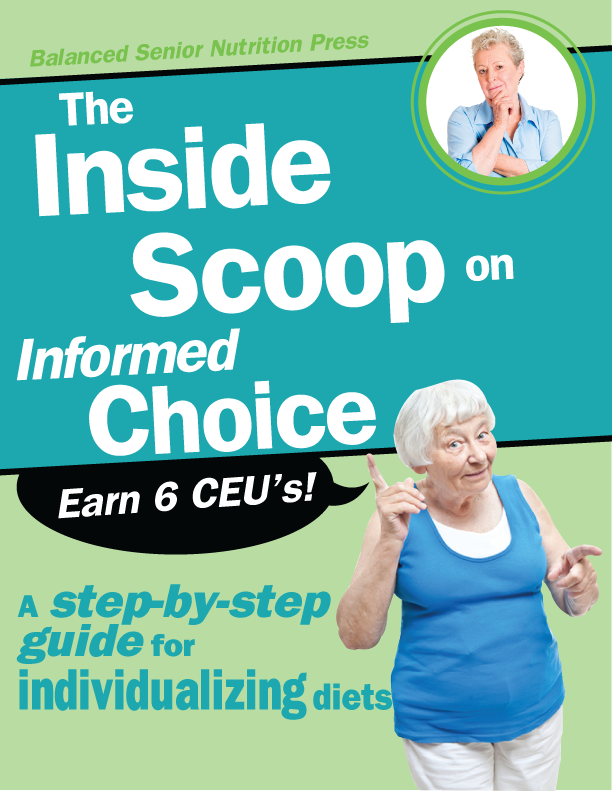 Balanced Senior Nutrition Press
The
Inside
Scoop on
Informed
Choice
Earn 6 CEU's!
A step-by-step
guide for
individualizing diets